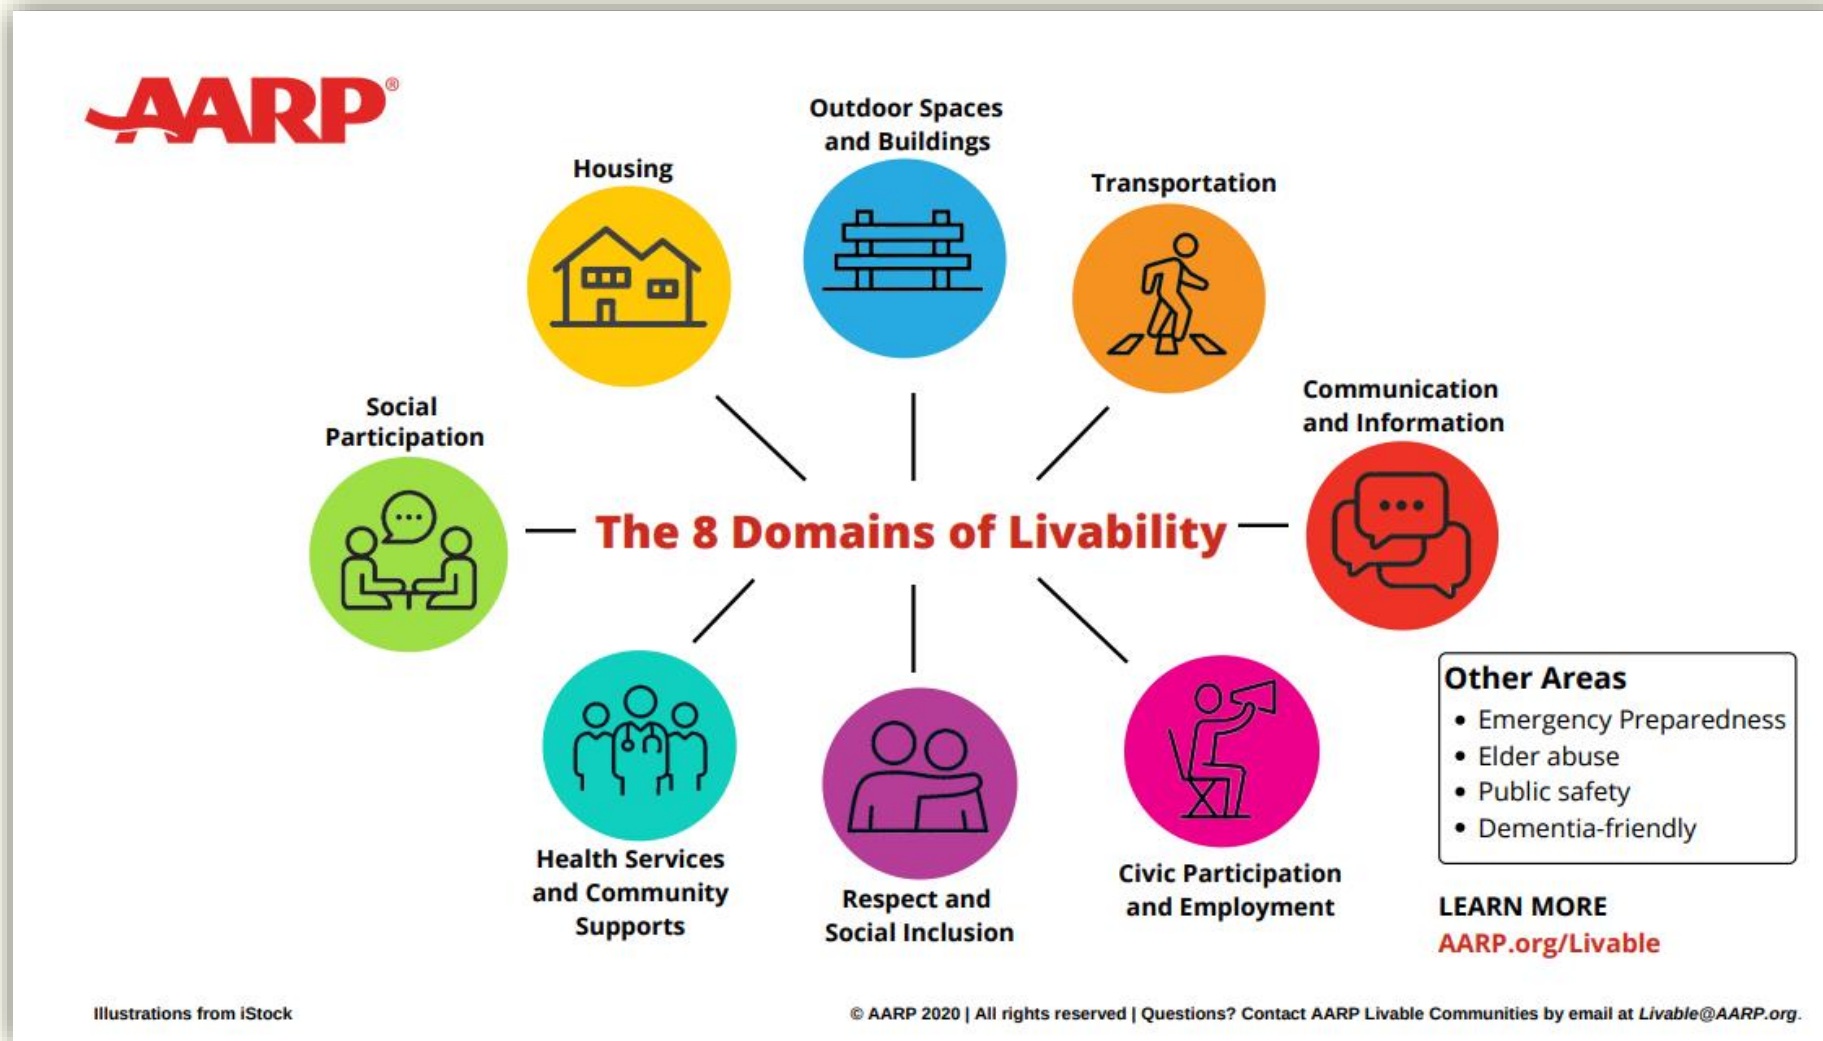 AARP®
Outdoor Spaces
and Buildings
Housing
Transportation
Social
Participation
Communication
and Information
The 8 Domains of Livability
Health Services
and Community
Supports
Respect and
Social Inclusion
Civic Participation
and Employment
Other Areas
• Emergency Preparedness
• Elder abuse
• Public safety
• Dementia-friendly
LEARN MORE
AARP.org/Livable
Illustrations from iStock
© AARP 2020 | All rights reserved | Questions? Contact AARP Livable Communities by email at Livable@AARP.org.